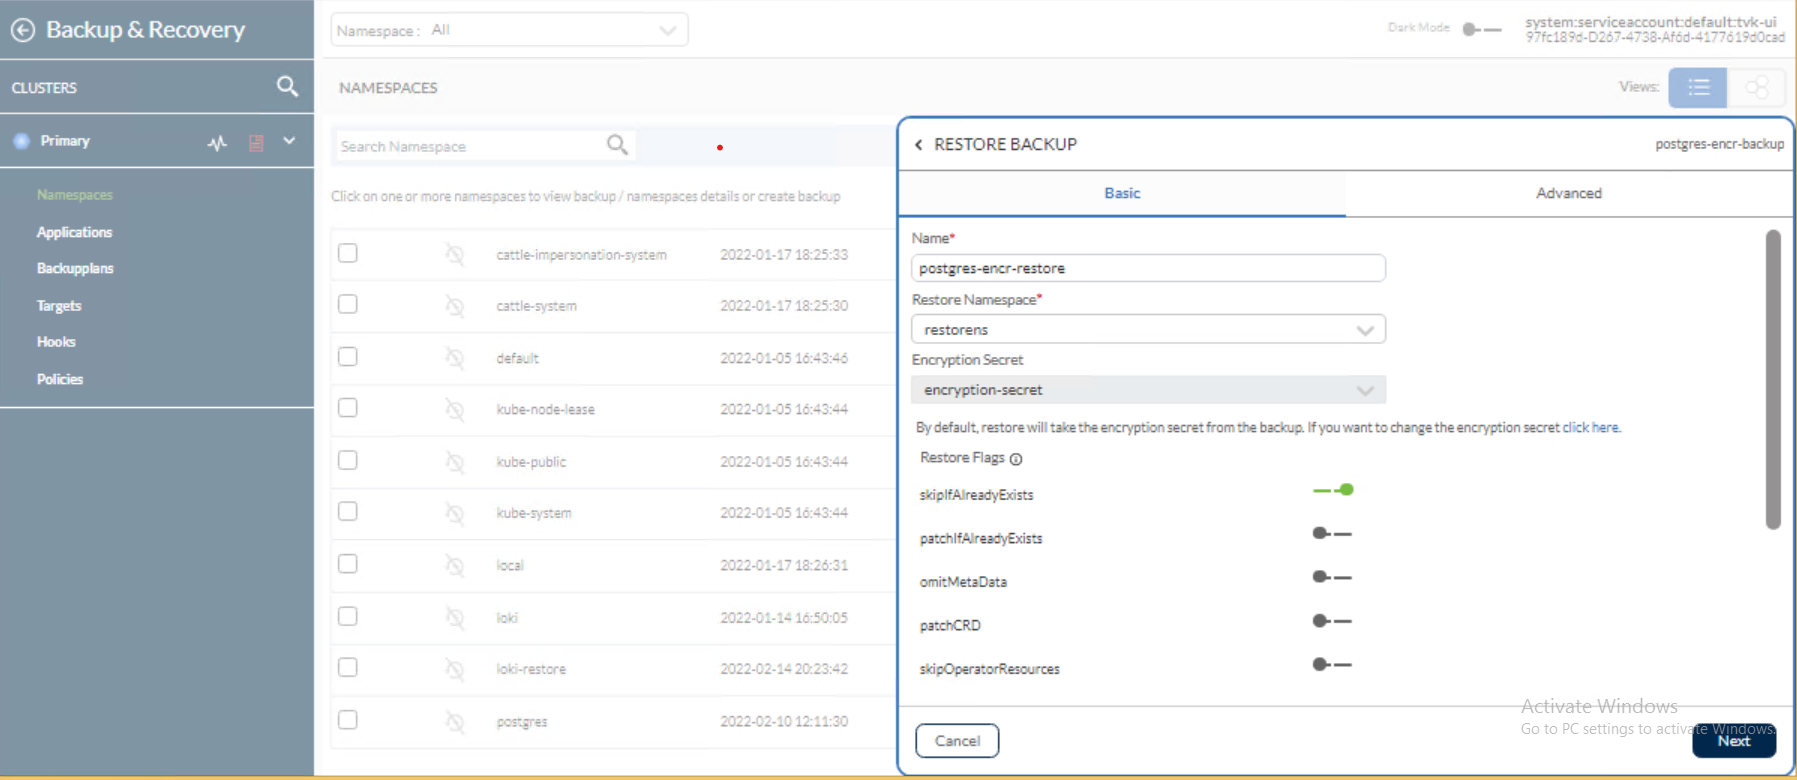 Backup & Recovery
Namespace : All
Dark Mode
system:serviceaccount:default:tvk-ui
97fc189d-D267-4738-Af6d-4177619d0cad
CLUSTERS
NAMESPACES
Views:
Primary
Search Namespace
Click on one or more namespaces to view backup / namespaces details or create backup
Namespaces
Applications
Backupplans
Targets
Hooks
Policies
cattle-impersonation-system 2022-01-17 18:25:33
cattle-system 2022-01-17 18:25:30
default 2022-01-05 16:43:46
kube-node-lease 2022-01-05 16:43:44
kube-public 2022-01-05 16:43:44
kube-system 2022-01-05 16:43:44
local 2022-01-17 18:26:31
loki 2022-01-14 16:50:05
loki-restore 2022-02-14 20:23:42
postgres 2022-02-10 12:11:30
RESTORE BACKUP
postgres-encr-backup
Basic Advanced
Name*
postgres-encr-restore
Restore Namespace*
restorens
Encryption Secret
encryption-secret
By default, restore will take the encryption secret from the backup. If you want to change the encryption secret click here.
Restore Flags
skipIfAlreadyExists
patchIfAlreadyExists
omitMetaData
patchCRD
skipOperatorResources
Activate Windows
Go to PC settings to activate Windows.
Cancel Next